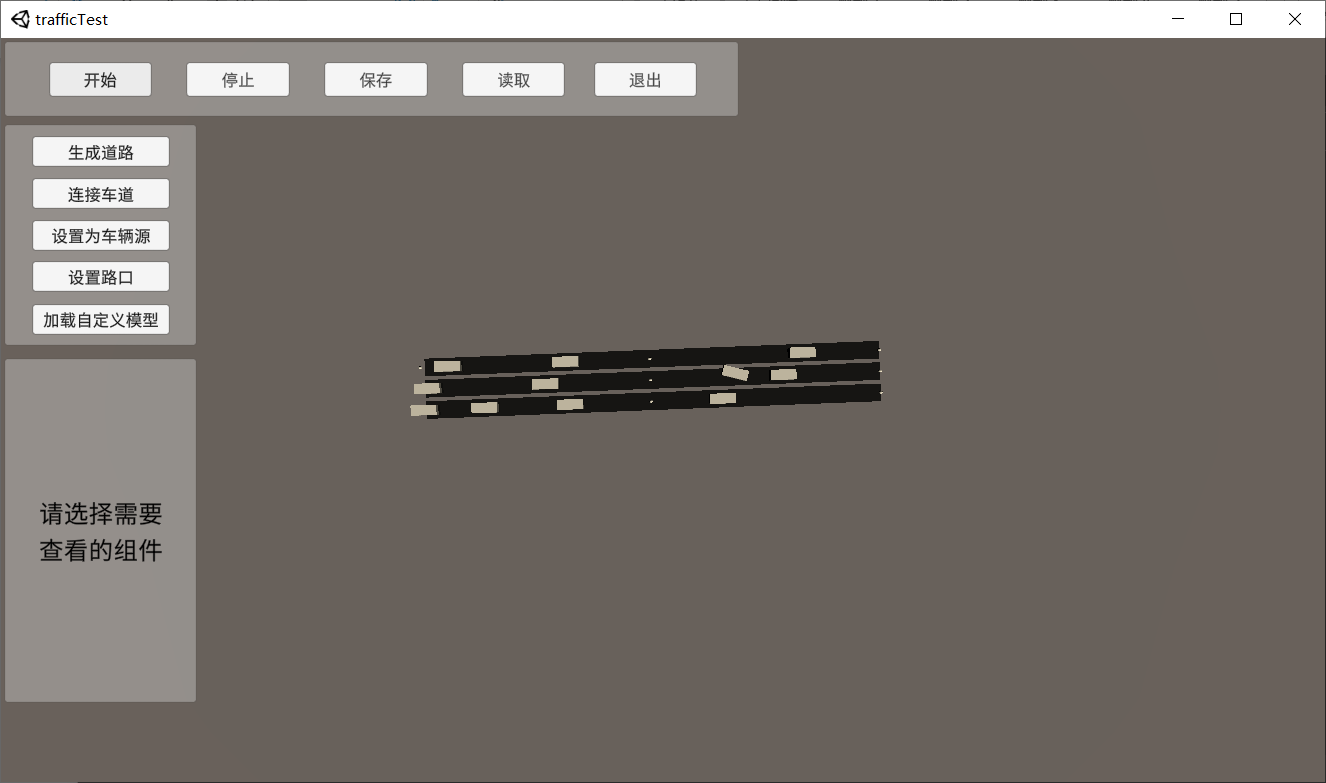 trafficTest
开始
停止
保存
读取
退出
生成道路
连接车道
设置为车辆源
设置路口
加载自定义模型
请选择需要
查看的组件